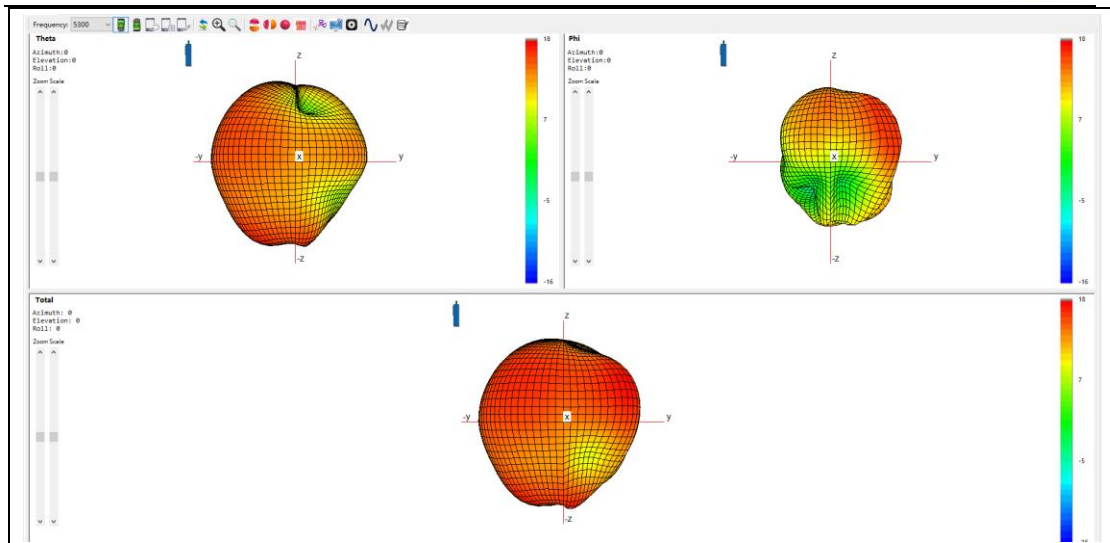 Frequency: 5300
Theta
Azimuth:0
Elevation:0
Roll:0
Zoom Scale
z
-y
x
y
-z
18
7
-5
-16
Phi
Azimuth:0
Elevation:0
Roll:0
Zoom Scale
z
-y
x
y
-z
18
7
-5
-16
Total
Azimuth: 0
Elevation: 0
Roll: 0
Zoom Scale
z
-y
x
y
-z
18
7
-5
-16